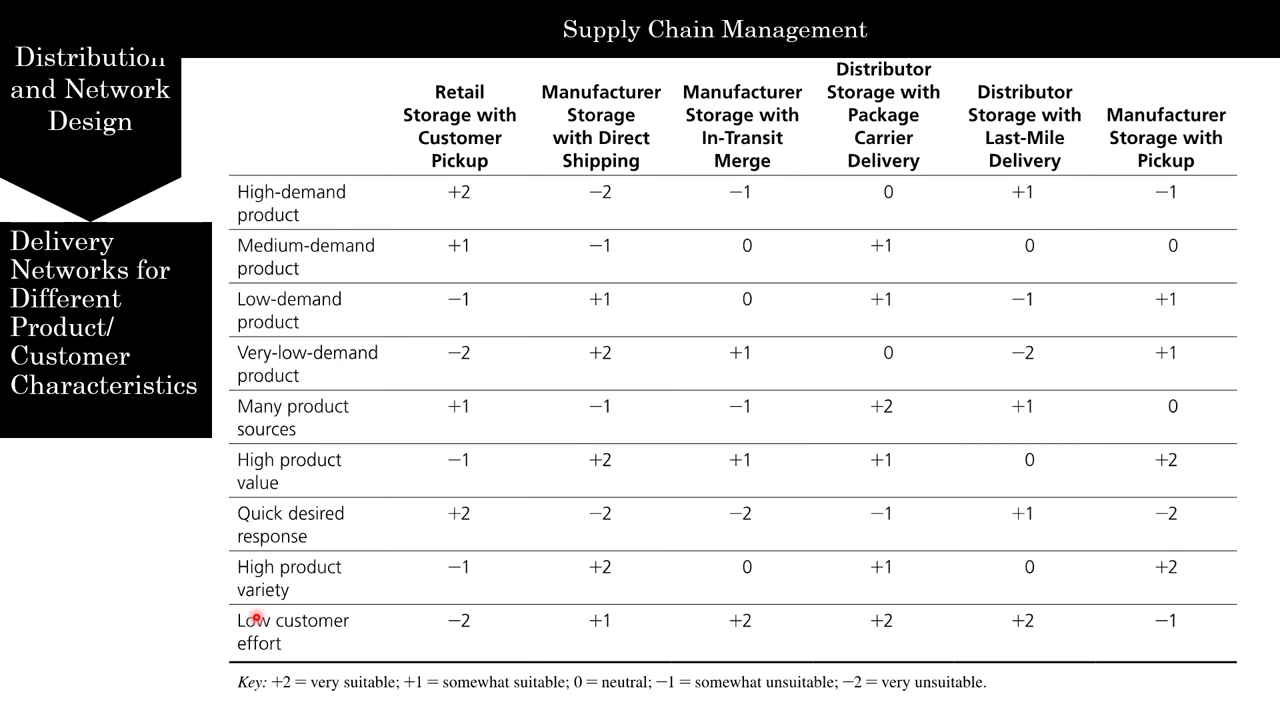 Supply Chain Management
Distribution
and Network
Design
Delivery
Networks for
Different
Product/
Customer
Characteristics
Retail
Storage with
Customer
Pickup
Manufacturer
Storage
with Direct
Shipping
Manufacturer
Storage with
In-Transit
Merge
Distributor
Storage with
Package
Carrier
Delivery
Distributor
Storage with
Last-Mile
Delivery
Manufacturer
Storage with
Pickup
High-demand
product
+2 −2 −1 0 +1 −1
Medium-demand
product
+1 −1 0 +1 0 0
Low-demand
product
−1 +1 0 +1 −1 +1
Very-low-demand
product
−2 +2 +1 0 −2 +1
Many product
sources
+1 −1 −1 +2 +1 0
High product
value
−1 +2 +1 +1 0 +2
Quick desired
response
+2 −2 −2 −1 +1 −2
High product
variety
−1 +2 0 +1 0 +2
Low customer
effort
−2 +1 +2 +2 +2 −1
Key: +2 = very suitable; +1 = somewhat suitable; 0 = neutral; −1 = somewhat unsuitable; −2 = very unsuitable.